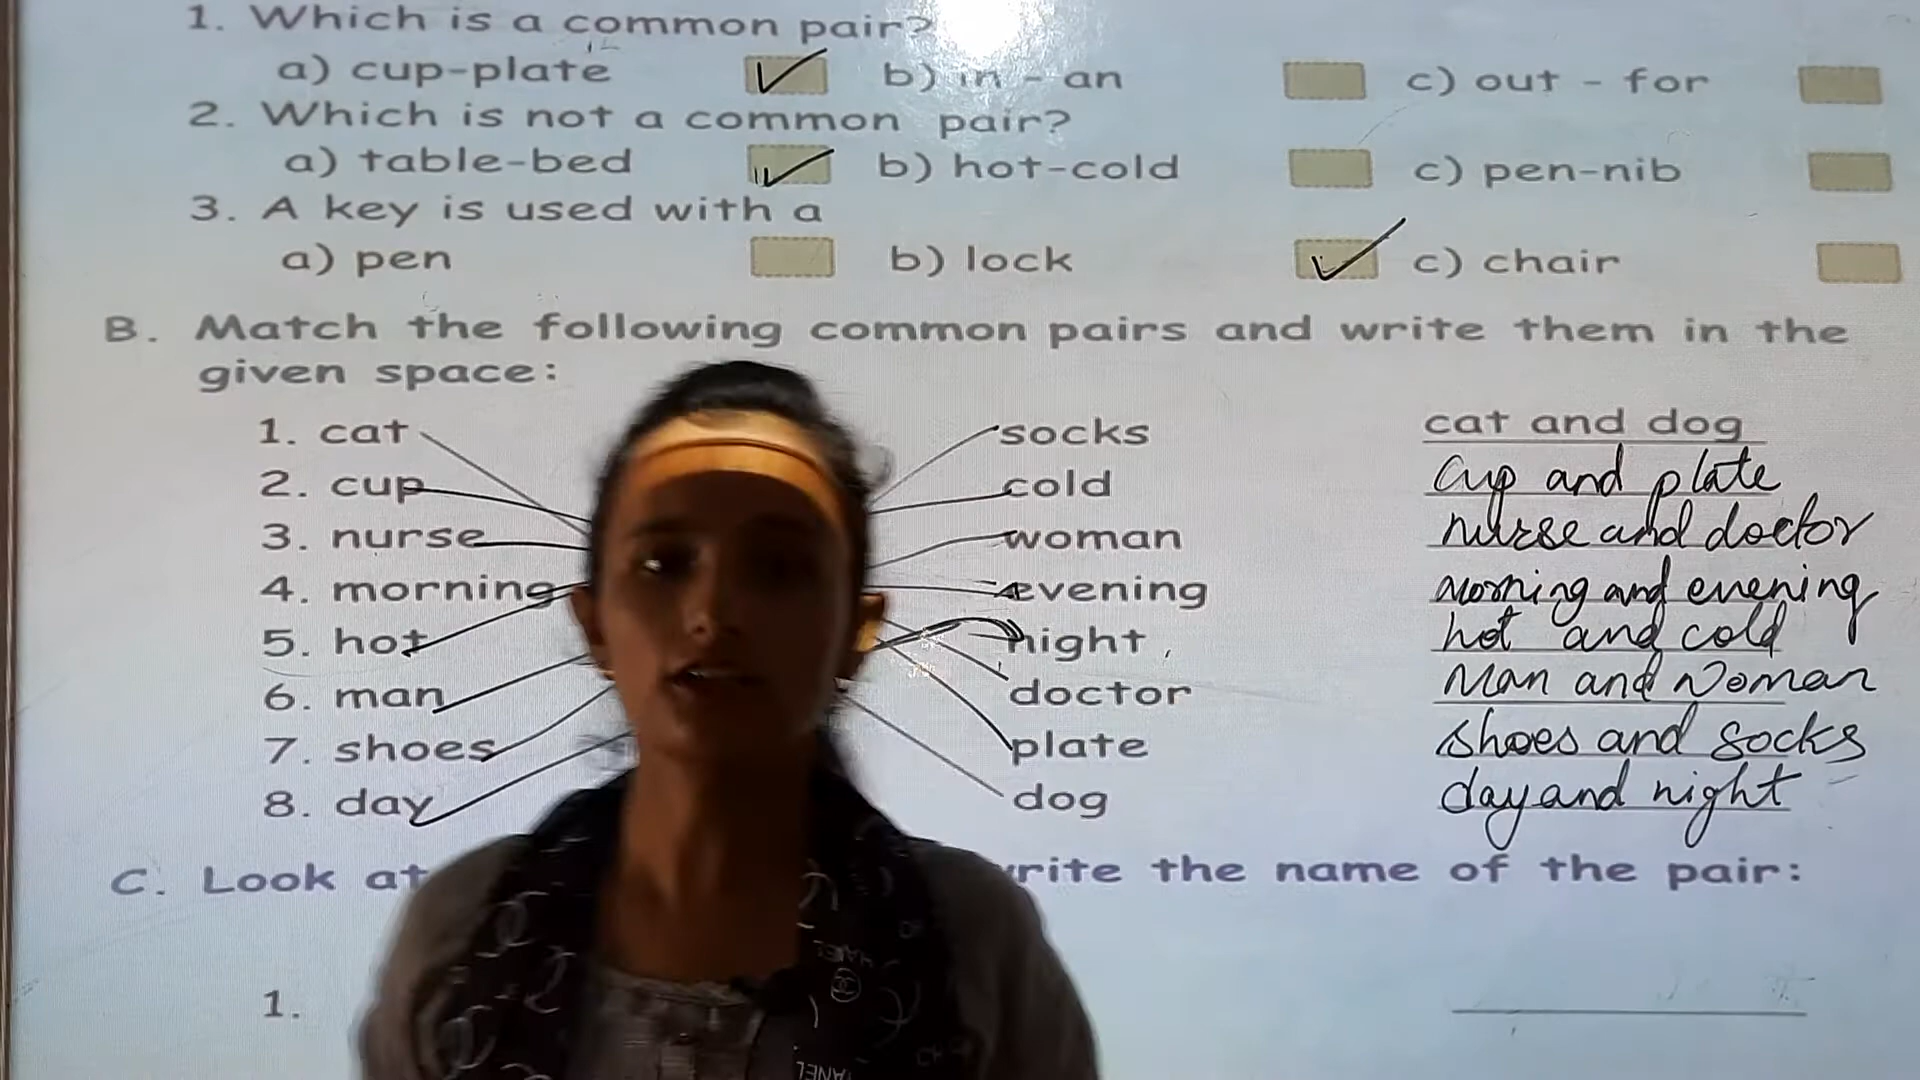 1. Which is a common pair?
a) cup-plate b) in - an c) out - for
2. Which is not a common pair?
a) table-bed b) hot-cold c) pen-nib
3. A key is used with a
a) pen b) lock c) chair
B. Match the following common pairs and write them in the
given space:
1. cat socks cat and dog
2. cup cold Cup and plate
3. nurse woman nurse and doctor
4. morning evening morning and evening
5. hot night hot and cold
6. man doctor Man and Woman
7. shoes plate shoes and socks
8. day dog day and night
C. Look at write the name of the pair:
1.